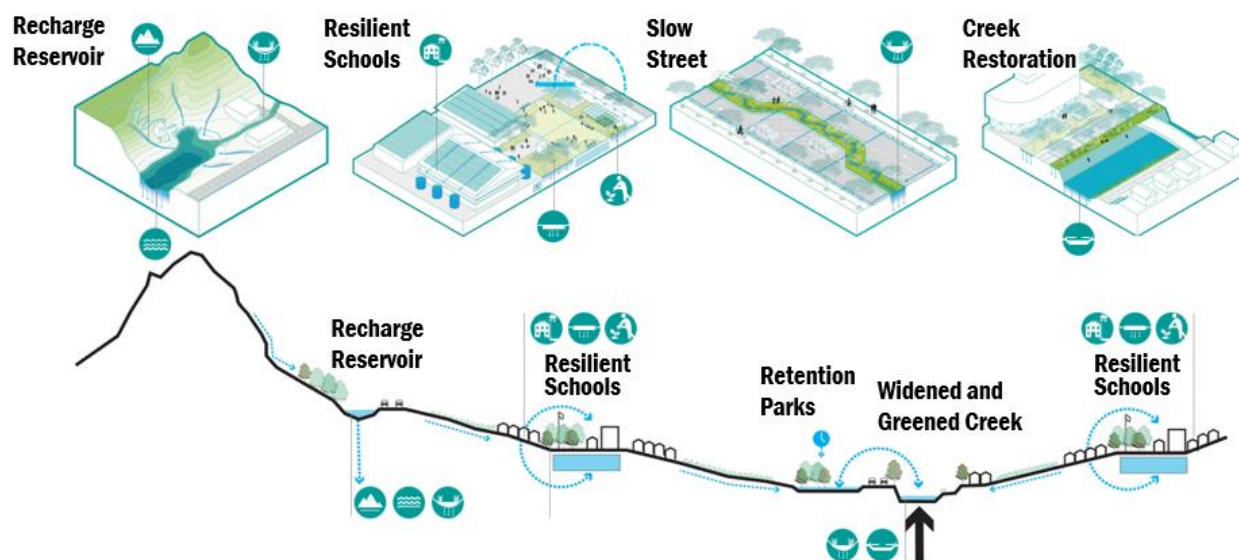 Recharge
Reservoir
Resilient
Schools
Slow
Street
Creek
Restoration
Recharge
Reservoir
Resilient
Schools
Retention
Parks
Widened and
Greened Creek
Resilient
Schools